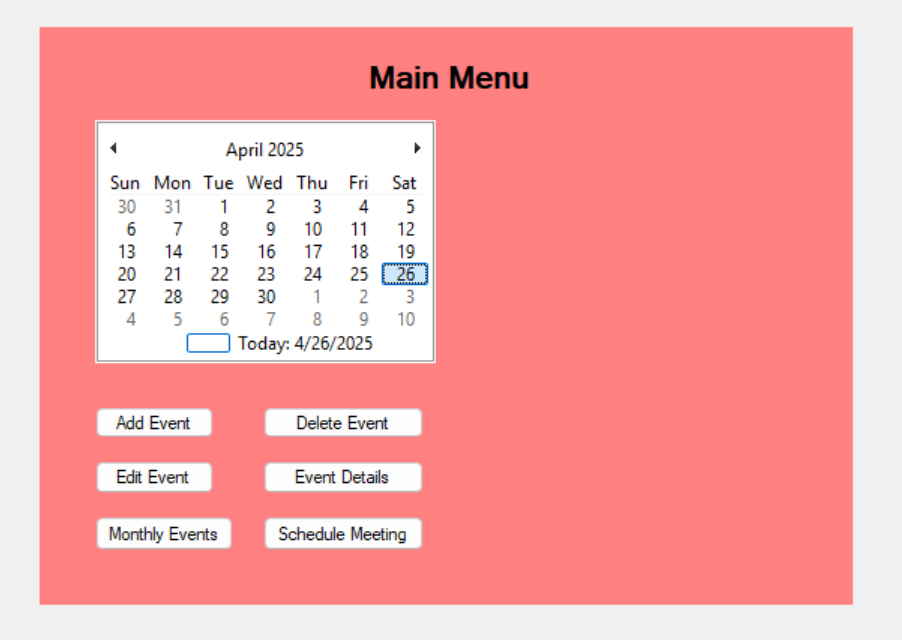 Main Menu
April 2025
Sun Mon Tue Wed Thu Fri Sat
30 31 1 2 3 4 5
6 7 8 9 10 11 12
13 14 15 16 17 18 19
20 21 22 23 24 25 26
27 28 29 30 1 2 3
4 5 6 7 8 9 10
Today: 4/26/2025
Add Event Delete Event
Edit Event Event Details
Monthly Events Schedule Meeting